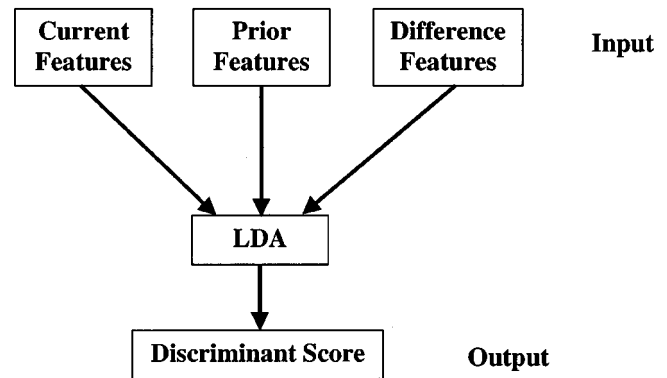 Current Features
Prior Features
Difference Features
Input
LDA
Discriminant Score
Output